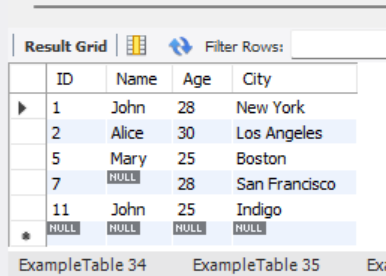 Result Grid Filter Rows:
ID Name Age City
1 John 28 New York
2 Alice 30 Los Angeles
5 Mary 25 Boston
7 NULL 28 San Francisco
11 John 25 Indigo
NULL NULL NULL NULL
ExampleTable 34 ExampleTable 35 Exa